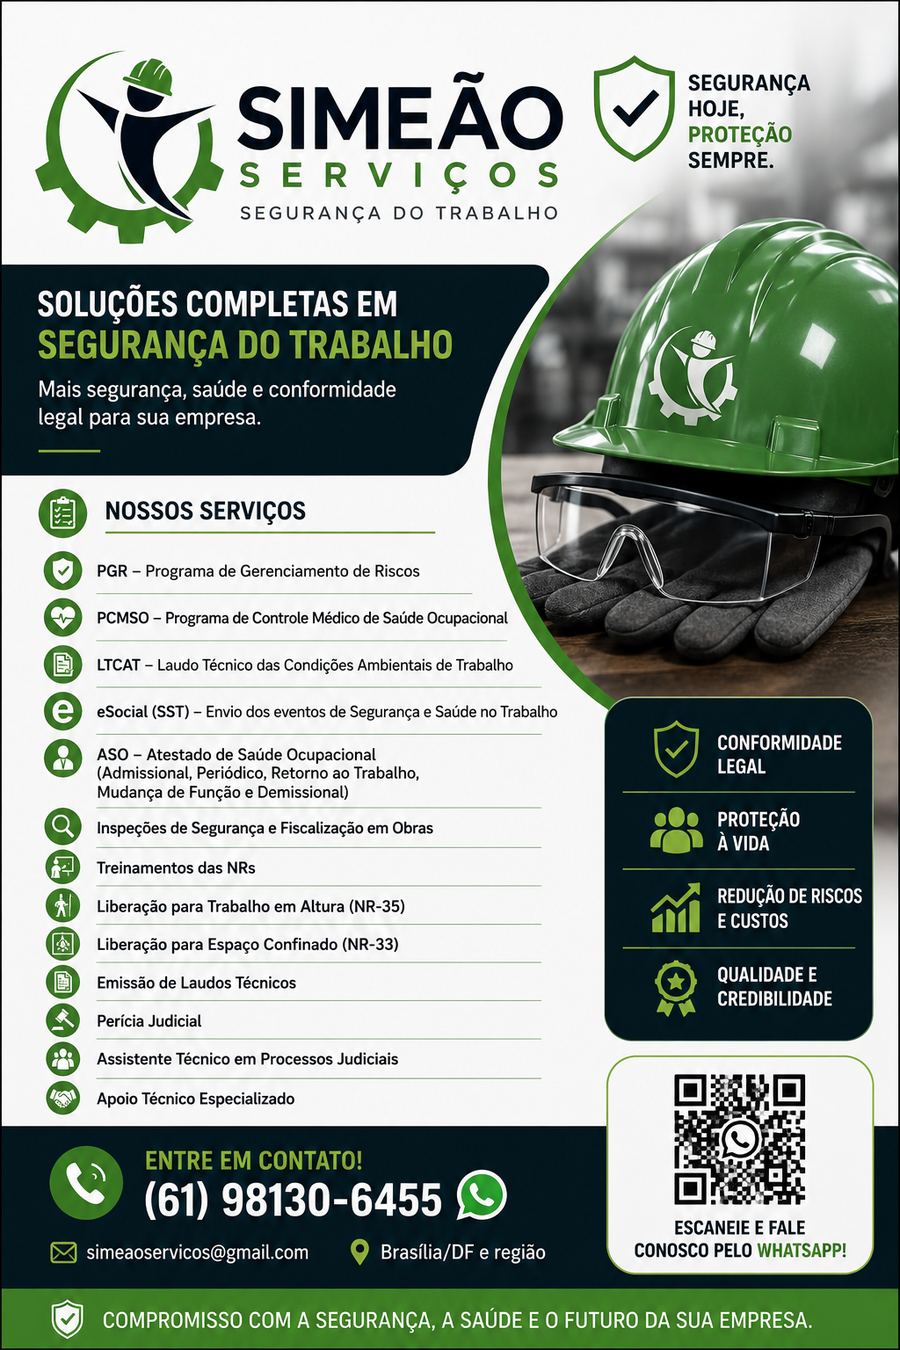 SIMEÃO
SERVIÇOS
SEGURANÇA DO TRABALHO
SEGURANÇA
HOJE,
PROTEÇÃO
SEMPRE.
SOLUÇÕES COMPLETAS EM
SEGURANÇA DO TRABALHO
Mais segurança, saúde e conformidade
legal para sua empresa.
NOSSOS SERVIÇOS
PGR – Programa de Gerenciamento de Riscos
PCMSO – Programa de Controle Médico de Saúde Ocupacional
LTCAT – Laudo Técnico das Condições Ambientais de Trabalho
eSocial (SST) – Envio dos eventos de Segurança e Saúde no Trabalho
ASO – Atestado de Saúde Ocupacional
(Admissional, Periódico, Retorno ao Trabalho,
Mudança de Função e Demissional)
Inspeções de Segurança e Fiscalização em Obras
Treinamentos das NRs
Liberação para Trabalho em Altura (NR-35)
Liberação para Espaço Confinado (NR-33)
Emissão de Laudos Técnicos
Perícia Judicial
Assistente Técnico em Processos Judiciais
Apoio Técnico Especializado
CONFORMIDADE
LEGAL
PROTEÇÃO
À VIDA
REDUÇÃO DE RISCOS
E CUSTOS
QUALIDADE E
CREDIBILIDADE
ENTRE EM CONTATO!
(61) 98130-6455
simeaoservicos@gmail.com
Brasília/DF e região
ESCANEIE E FALE
CONOSCO PELO WHATSAPP!
COMPROMISSO COM A SEGURANÇA, A SAÚDE E O FUTURO DA SUA EMPRESA.